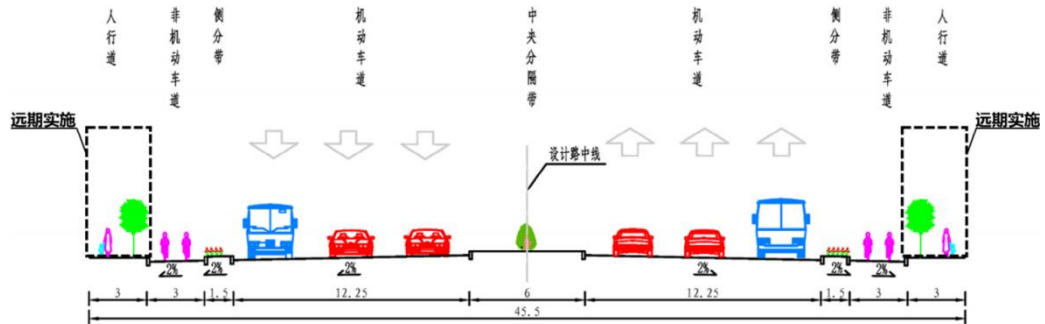 人行道
非机动车道
侧分带
机动车道
中央分隔带
机动车道
侧分带
非机动车道
人行道
远期实施
远期实施
设计路中线
2%
2%
2%
2%
2%
2%
3
3
1.5
12.25
6
12.25
1.5
3
3
45.5